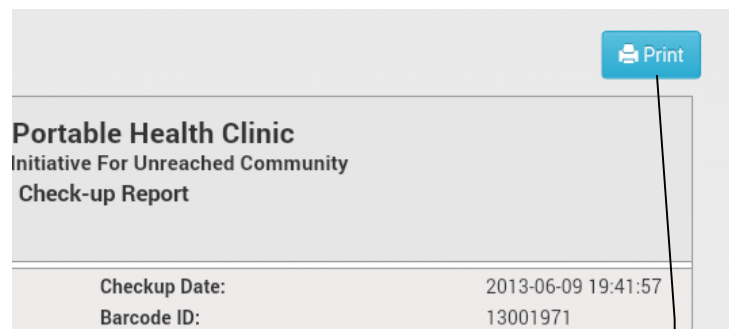 Print
Portable Health Clinic
Initiative For Unreached Community
Check-up Report
Checkup Date: 2013-06-09 19:41:57
Barcode ID: 13001971